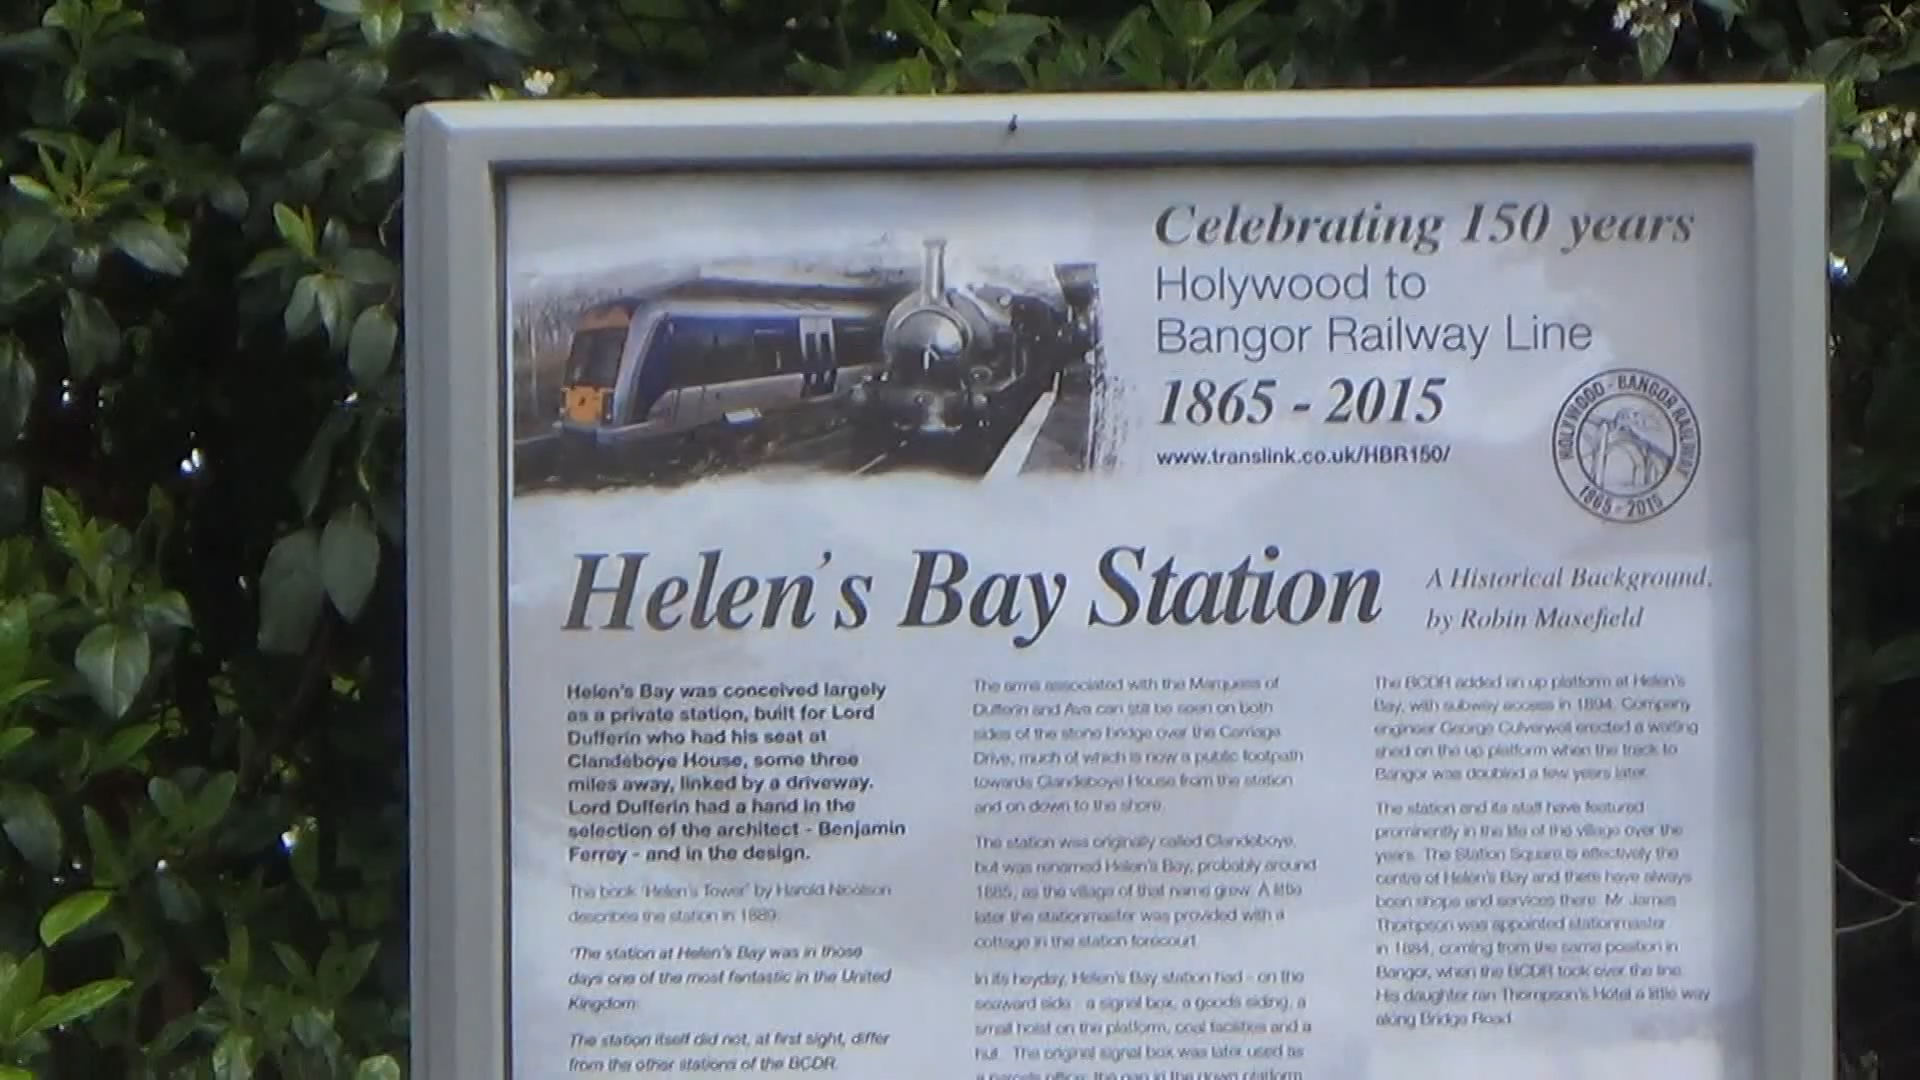 Celebrating 150 years
Holywood to
Bangor Railway Line
1865 - 2015
www.translink.co.uk/HBR150/
HOLYWOOD - BANGOR RAILWAY
1865 - 2015
Helen's Bay Station
A Historical Background,
by Robin Masefield
Helen's Bay was conceived largely
as a private station, built for Lord
Dufferin who had his seat at
Clandeboye House, some three
miles away, linked by a driveway.
Lord Dufferin had a hand in the
selection of the architect - Benjamin
Ferrey - and in the design.
The book 'Helen's Tower' by Harold Nicolson
describes the station in 1889:
'The station at Helen's Bay was in those
days one of the most fantastic in the United
Kingdom:
The station itself did not, at first sight, differ
from the other stations of the BCDR.
The arms associated with the Marquess of
Dufferin and Ava can still be seen on both
sides of the stone bridge over the Carriage
Drive, much of which is now a public footpath
towards Clandeboye House from the station
and on down to the shore.
The station was originally called Clandeboye,
but was renamed Helen's Bay, probably around
1885, as the village of that name grew. A little
later the stationmaster was provided with a
cottage in the station forecourt.
In its heyday, Helen's Bay station had - on the
seaward side - a signal box, a goods siding, a
small hoist on the platform, coal facilities and a
hut. The original signal box was later used as
a parcels office; the gap in the down platform
The BCDR added an up platform at Helen's
Bay, with subway access in 1894. Company
engineer George Culverwell erected a waiting
shed on the up platform when the track to
Bangor was doubled a few years later.
The station and its staff have featured
prominently in the life of the village over the
years. The Station Square is effectively the
centre of Helen's Bay and there have always
been shops and services there. Mr James
Thompson was appointed stationmaster
in 1884, coming from the same position in
Bangor, when the BCDR took over the line.
His daughter ran Thompson's Hotel a little way
along Bridge Road.